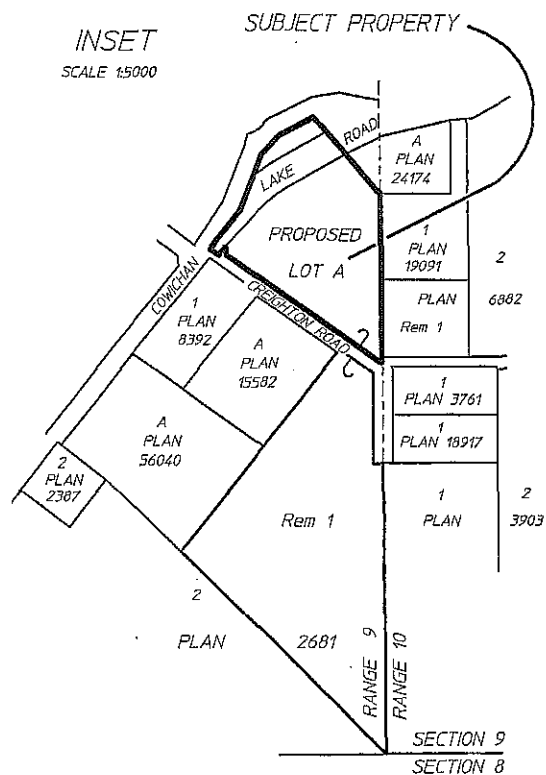 SUBJECT PROPERTY
INSET
SCALE 1:5000
LAKE ROAD
A
PLAN
24174
PROPOSED
LOT A
1
PLAN
19091
2
PLAN 6882
Rem 1
COWICHAN
CREIGHTON ROAD
1
PLAN
8392
A
PLAN
15582
1
PLAN 3761
1
PLAN 18917
A
PLAN
56040
2
PLAN
2387
Rem 1
1
PLAN
2
3903
2
PLAN 2681
RANGE 9
RANGE 10
SECTION 9
SECTION 8